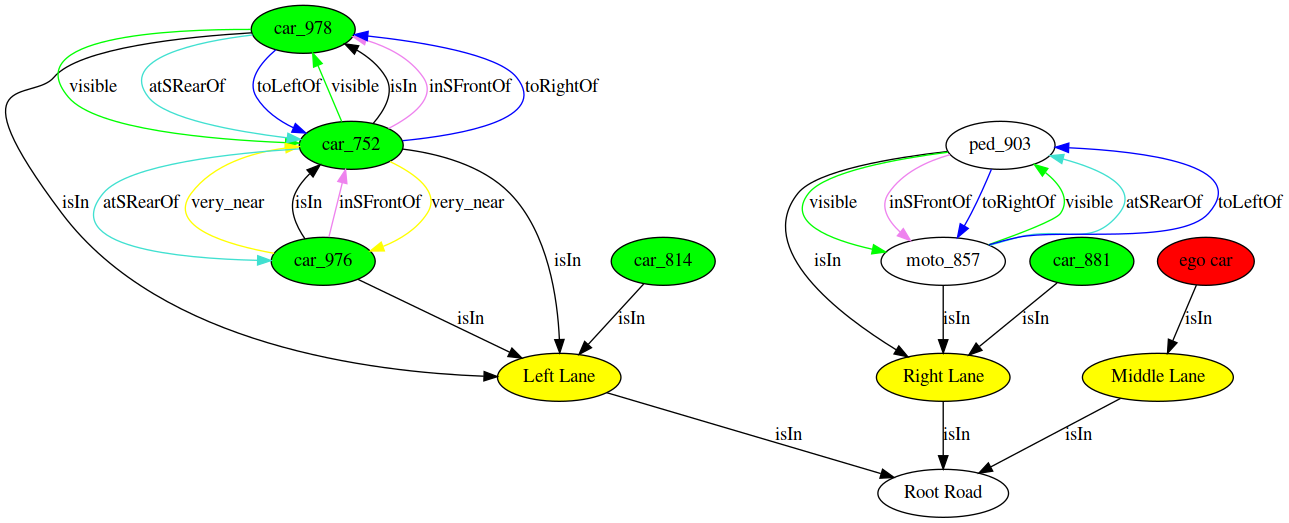 car_978
visible
atSRearOf
toLeftOf
visible
isIn
inSFrontOf
toRightOf
car_752
ped_903
isIn
atSRearOf
very_near
isIn
inSFrontOf
very_near
visible
inSFrontOf
toRightOf
visible
atSRearOf
toLeftOf
car_976
isIn
car_814
isIn
moto_857
car_881
ego car
isIn
isIn
isIn
isIn
isIn
Left Lane
Right Lane
Middle Lane
isIn
isIn
isIn
Root Road